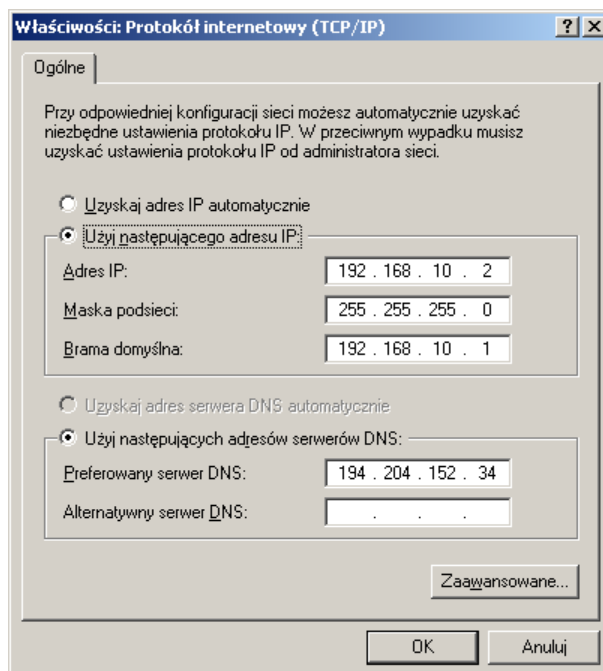 Właściwości: Protokół internetowy (TCP/IP)
Ogólne
Przy odpowiedniej konfiguracji sieci możesz automatycznie uzyskać
niezbędne ustawienia protokołu IP. W przeciwnym wypadku musisz
uzyskać ustawienia protokołu IP od administratora sieci.
Uzyskaj adres IP automatycznie
Użyj następującego adresu IP:
Adres IP: 192 . 168 . 10 . 2
Maska podsieci: 255 . 255 . 255 . 0
Brama domyślna: 192 . 168 . 10 . 1
Uzyskaj adres serwera DNS automatycznie
Użyj następujących adresów serwerów DNS:
Preferowany serwer DNS: 194 . 204 . 152 . 34
Alternatywny serwer DNS: . . .
Zaawansowane...
OK Anuluj